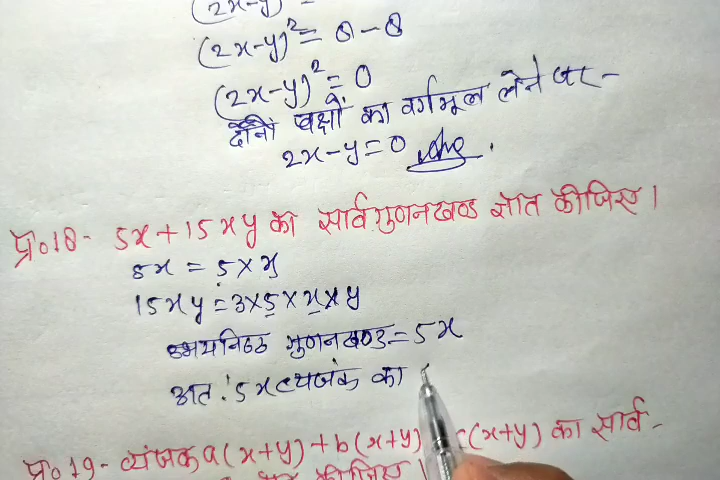 (2x-y)
(2x-y)² = 8-8
(2x-y)² = 0
दोनों पक्षों का वर्गमूल लेने पर-
2x-y=0 Ans.
प्र०18- 5x+15xy का सार्व गुणनखण्ड ज्ञात कीजिए।
5x = 5×x
15xy = 3×5×x×y
उभयनिष्ठ गुणनखण्ड = 5x
अतः 5x व्यंजक का
प्र०19- व्यंजक a(x+y)+b(x+y) c(x+y) का सार्व-
कीजिए।